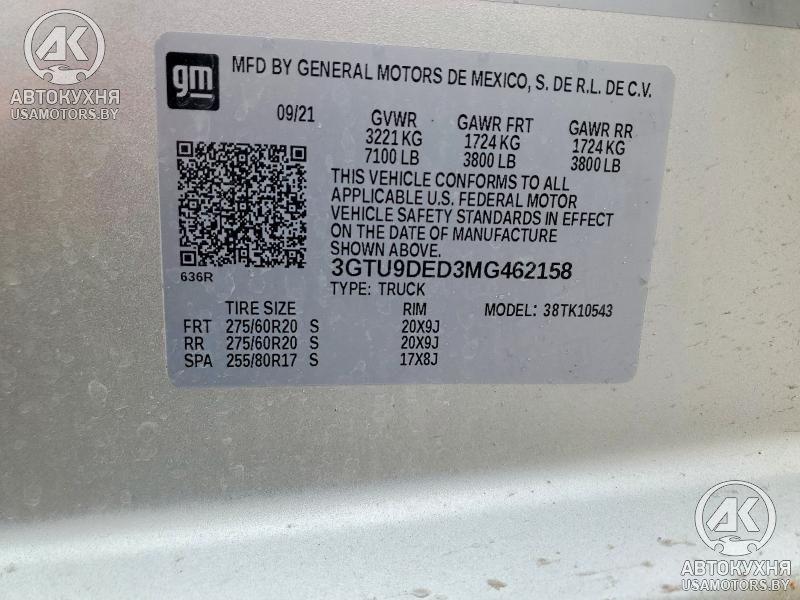 АК
АВТОКУХНЯ
USAMOTORS.BY
gm
MFD BY GENERAL MOTORS DE MEXICO, S. DE R.L. DE C.V.
09/21
GVWR
3221 KG
7100 LB
GAWR FRT
1724 KG
3800 LB
GAWR RR
1724 KG
3800 LB
THIS VEHICLE CONFORMS TO ALL
APPLICABLE U.S. FEDERAL MOTOR
VEHICLE SAFETY STANDARDS IN EFFECT
ON THE DATE OF MANUFACTURE
SHOWN ABOVE.
636R
3GTU9DED3MG462158
TYPE: TRUCK
MODEL: 38TK10543
TIRE SIZE RIM
FRT 275/60R20 S 20X9J
RR 275/60R20 S 20X9J
SPA 255/80R17 S 17X8J
АК
АВТОКУХНЯ
USAMOTORS.BY